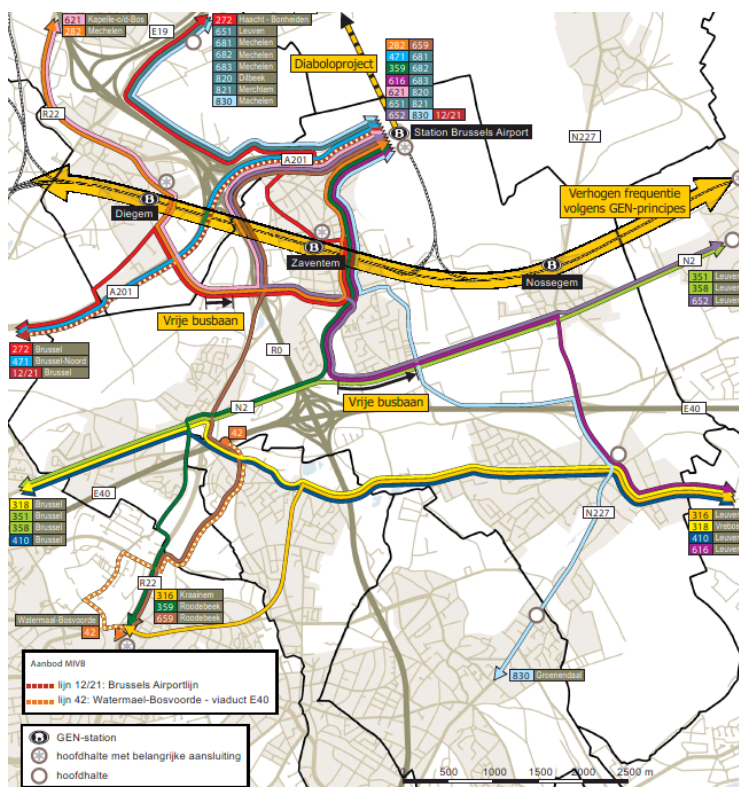 621 Kapelle-o/d-Bos
282 Mechelen
E19
272 Haacht - Bonheiden
651 Leuven
681 Mechelen
682 Mechelen
683 Mechelen
820 Dilbeek
821 Merchtem
830 Machelen
Diaboloproject
282 659
471 681
359 682
616 683
621 820
651 821
652 830 12/21
Station Brussels Airport
R22
A201
N227
Verhogen frequentie
volgens GEN-principes
Diegem
Zaventem
Nossegem
N2
351 Leuven
358 Leuven
652 Leuven
A201
Vrije busbaan
R0
272 Brussel
471 Brussel-Noord
12/21 Brussel
Vrije busbaan
N2
E40
42
318 Brussel
351 Brussel
358 Brussel
410 Brussel
E40
N227
316 Leuven
318
410 Leuven
616 Leuven
R22
316 Kraainem
359 Roodebeek
659 Roodebeek
Watermaal-Bosvoorde
42
830 Groenendaal
Aanbod MIVB
lijn 12/21: Brussels Airportlijn
lijn 42: Watermael-Bosvoorde - viaduct E40
GEN-station
hoofdhalte met belangrijke aansluiting
hoofdhalte
0 500 1000 1500 2000 2500 m